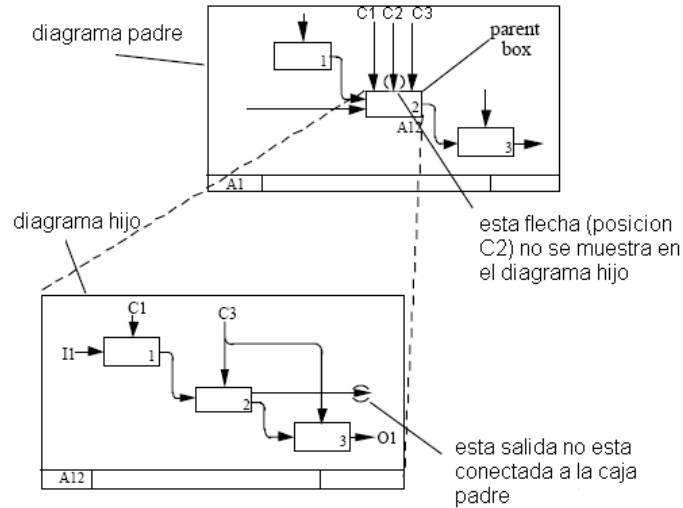 diagrama padre
C1 C2 C3
parent
box
1
2
A12
3
A1
esta flecha (posicion
C2) no se muestra en
el diagrama hijo
diagrama hijo
C1
C3
I1
1
2
3
O1
A12
esta salida no esta
conectada a la caja
padre